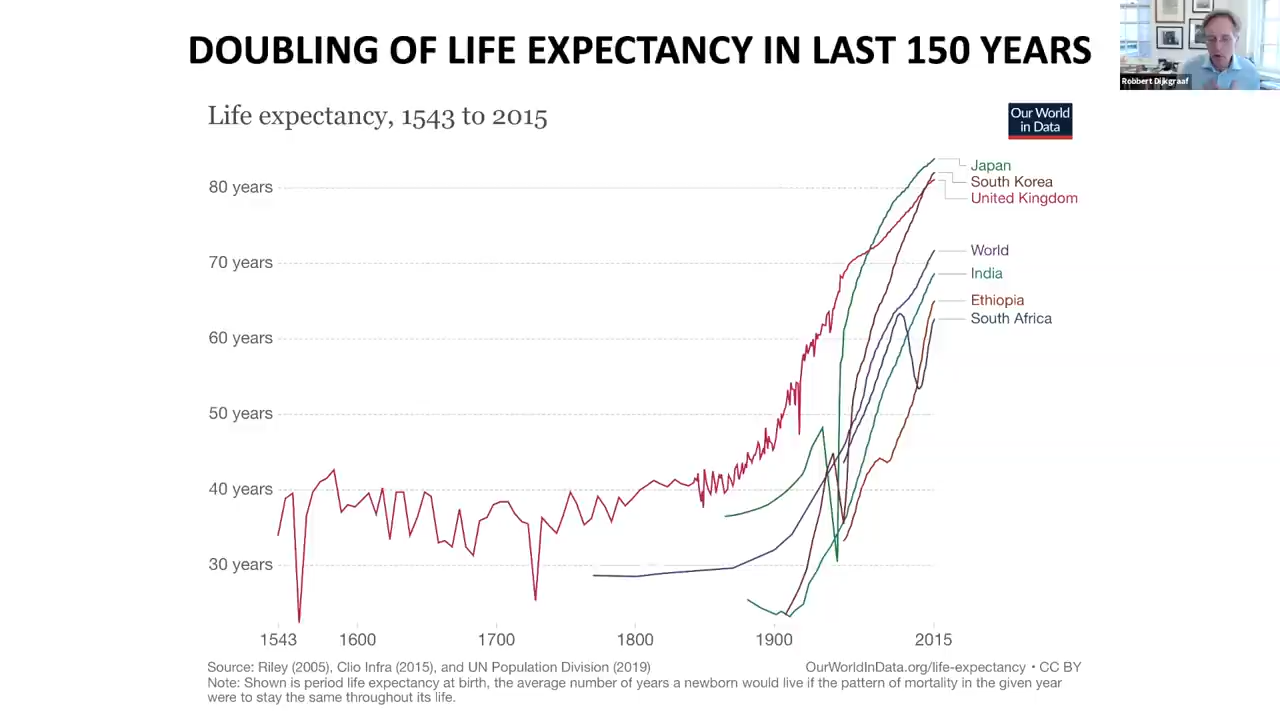 DOUBLING OF LIFE EXPECTANCY IN LAST 150 YEARS
Robbert Dijkgraaf
Life expectancy, 1543 to 2015
Our World
in Data
80 years
70 years
60 years
50 years
40 years
30 years
Japan
South Korea
United Kingdom
World
India
Ethiopia
South Africa
1543 1600 1700 1800 1900 2015
Source: Riley (2005), Clio Infra (2015), and UN Population Division (2019) OurWorldInData.org/life-expectancy • CC BY
Note: Shown is period life expectancy at birth, the average number of years a newborn would live if the pattern of mortality in the given year
were to stay the same throughout its life.